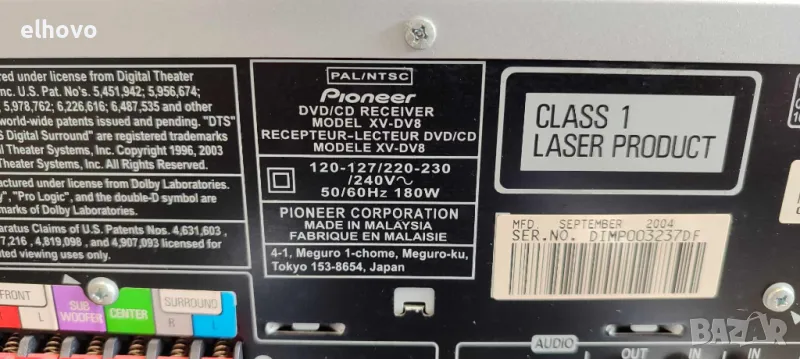 elhovo
red under license from Digital Theater
nc. U.S. Pat. No's. 5,451,942; 5,956,674;
, 5,978,762; 6,226,616; 6,487,535 and other
world-wide patents issued and pending. "DTS"
S Digital Surround" are registered trademarks
al Theater Systems, Inc. Copyright 1996, 2003
Theater Systems, Inc. All Rights Reserved.
actured under license from Dolby Laboratories.
y", "Pro Logic", and the double-D symbol are
marks of Dolby Laboratories.
aratus Claims of U.S. Patents Nos. 4,631,603 ,
7,216 , 4,819,098 , and 4,907,093 licensed for
ited viewing uses only.
PAL/NTSC
Pioneer
DVD/CD RECEIVER
MODEL XV-DV8
RECEPTEUR-LECTEUR DVD/CD
MODELE XV-DV8
120-127/220-230
/240V~
50/60Hz 180W
PIONEER CORPORATION
MADE IN MALAYSIA
FABRIQUE EN MALAISIE
4-1, Meguro 1-chome, Meguro-ku,
Tokyo 153-8654, Japan
CLASS 1
LASER PRODUCT
MFD SEPTEMBER 2004
SER.NO. DIMP003237DF
FRONT
L
SUB
WOOFER
CENTER
SURROUND
R L
AUDIO
L OUT IN IN
BAZAR